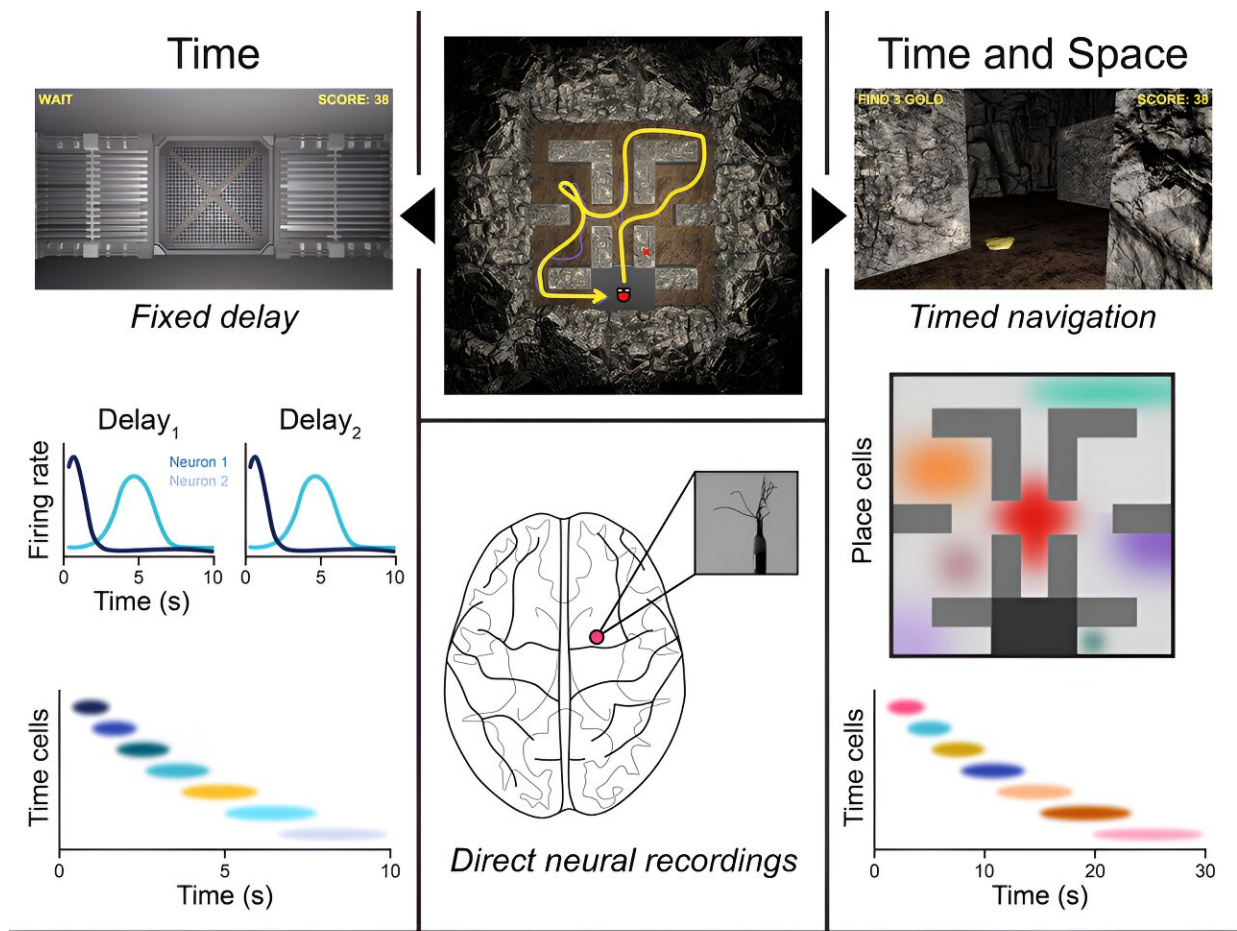 Time
WAIT
SCORE: 38
Fixed delay
Delay1
Delay2
Firing rate
Neuron 1
Neuron 2
0
5
10
0
5
10
Time (s)
Time cells
0
5
10
Time (s)
Direct neural recordings
Time and Space
FIND 3 GOLD
SCORE: 38
Timed navigation
Place cells
Time cells
0
10
20
30
Time (s)